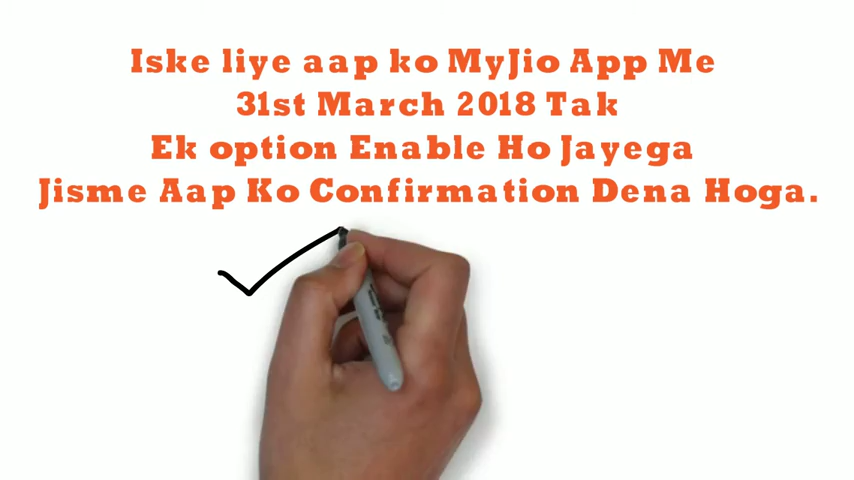 Iske liye aap ko MyJio App Me
31st March 2018 Tak
Ek option Enable Ho Jayega
Jisme Aap Ko Confirmation Dena Hoga.